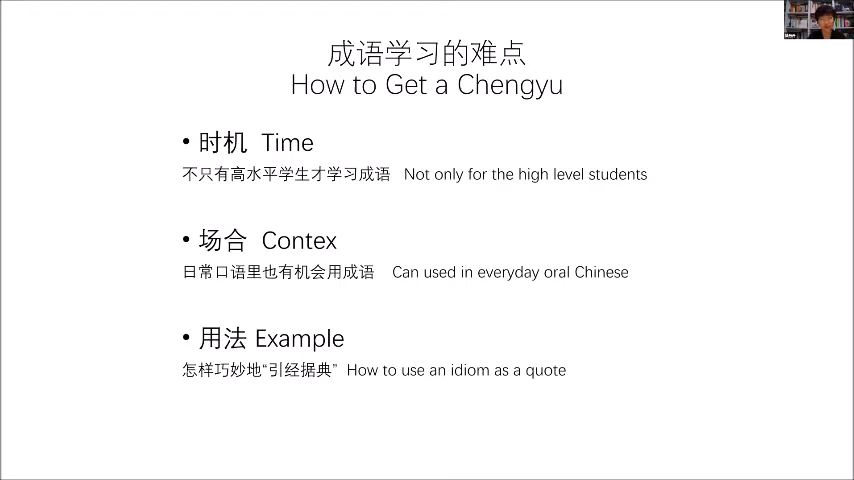 成语学习的难点
How to Get a Chengyu
• 时机 Time
不只有高水平学生才学习成语 Not only for the high level students
• 场合 Contex
日常口语里也有机会用成语 Can used in everyday oral Chinese
• 用法 Example
怎样巧妙地“引经据典” How to use an idiom as a quote